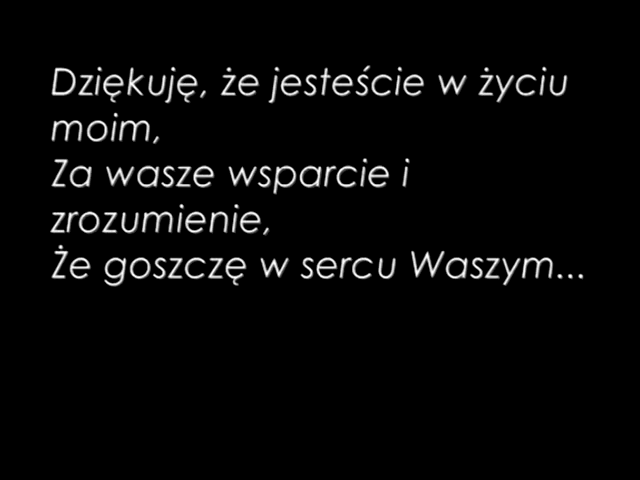 Dziękuję, że jesteście w życiu
moim,
Za wasze wsparcie i
zrozumienie,
Że goszczę w sercu Waszym...